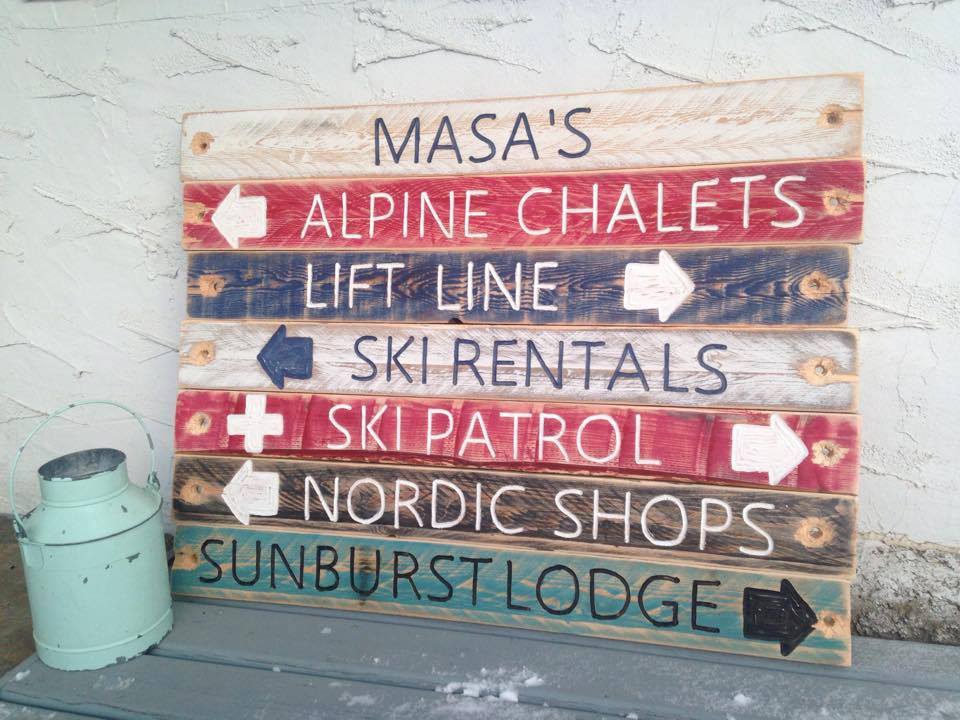 MASA'S
ALPINE CHALETS
LIFT LINE
SKI RENTALS
SKI PATROL
NORDIC SHOPS
SUNBURST LODGE